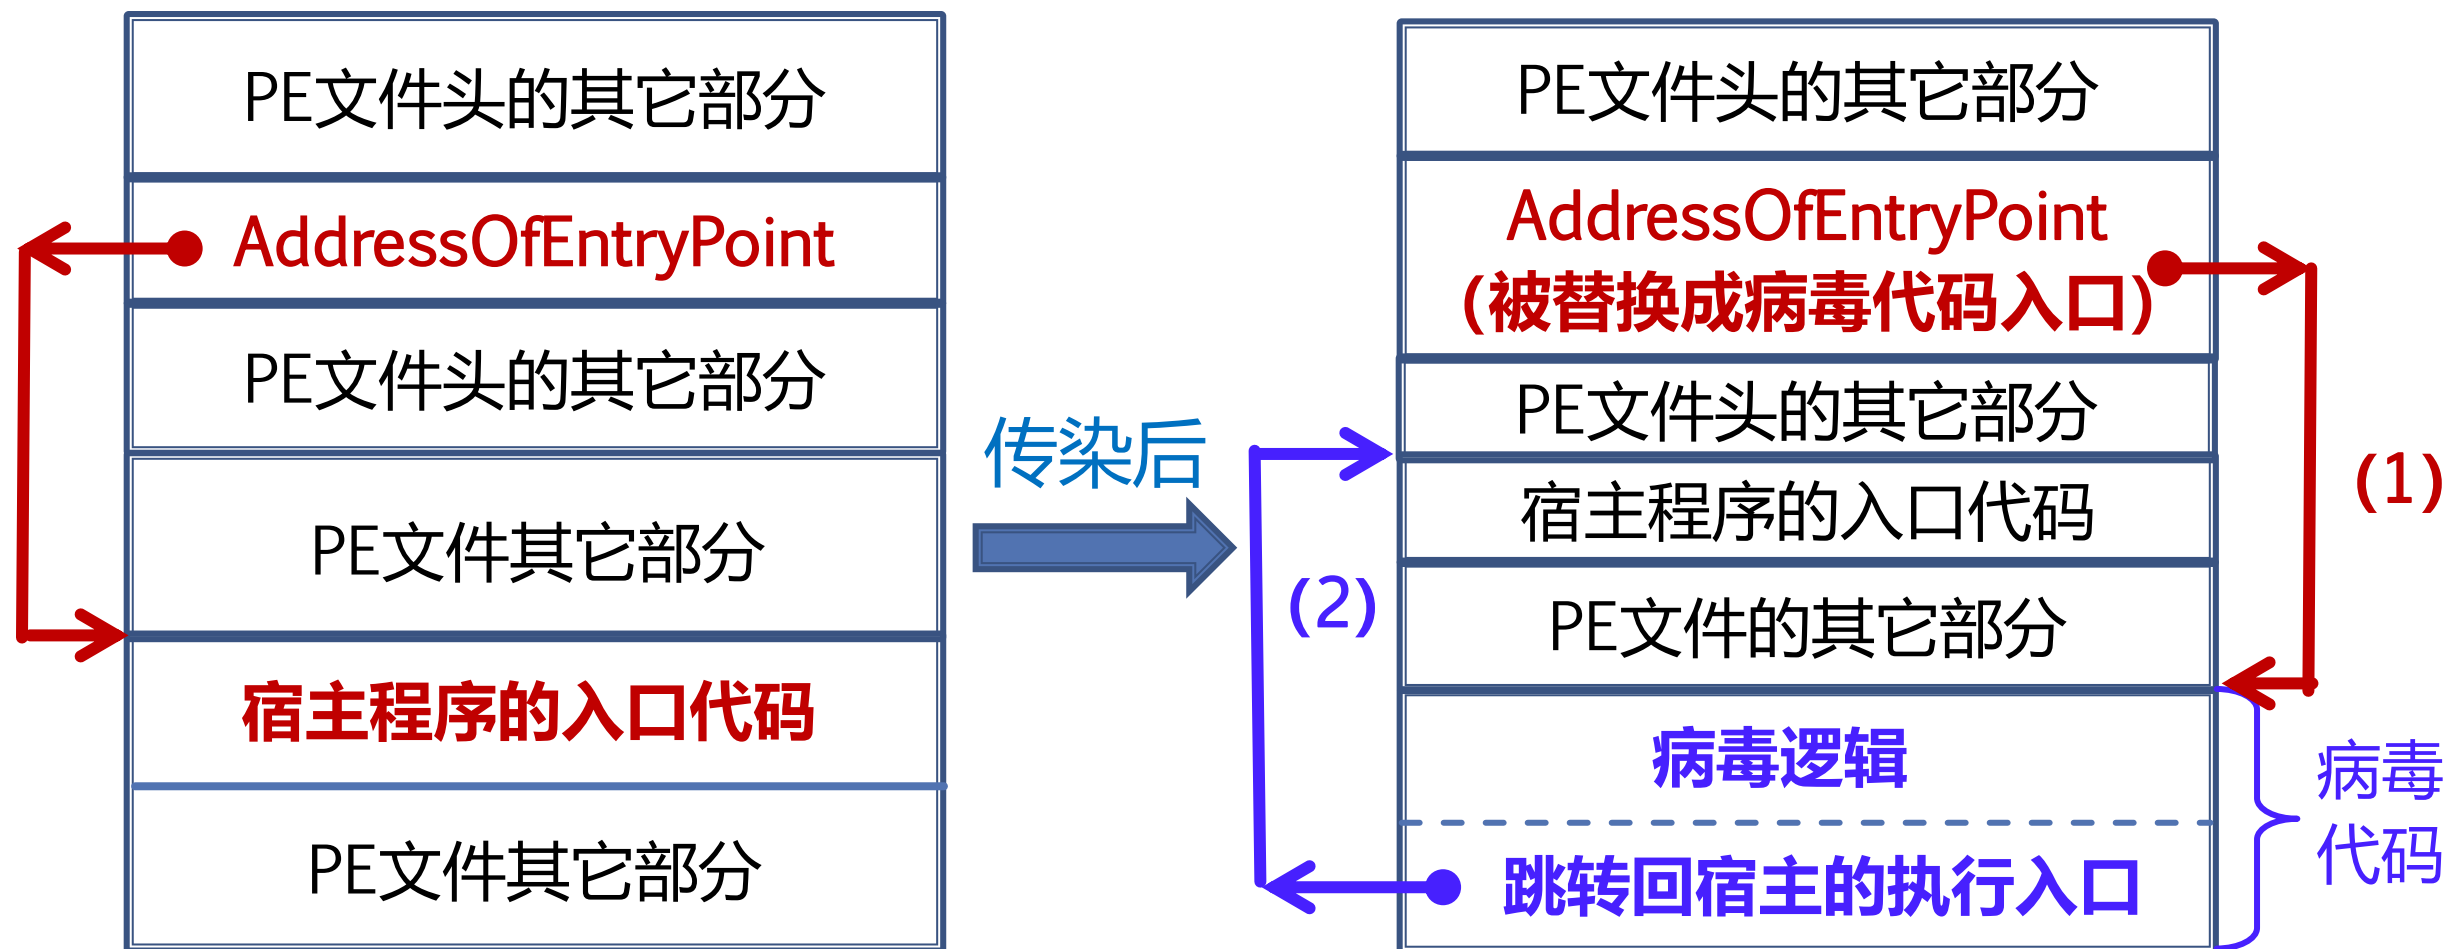 PE文件头的其它部分
AddressOfEntryPoint
PE文件头的其它部分
PE文件其它部分
宿主程序的入口代码
PE文件其它部分
传染后
PE文件头的其它部分
AddressOfEntryPoint
(被替换成病毒代码入口)
PE文件头的其它部分
宿主程序的入口代码
PE文件的其它部分
病毒逻辑
跳转回宿主的执行入口
(1)
(2)
病毒
代码